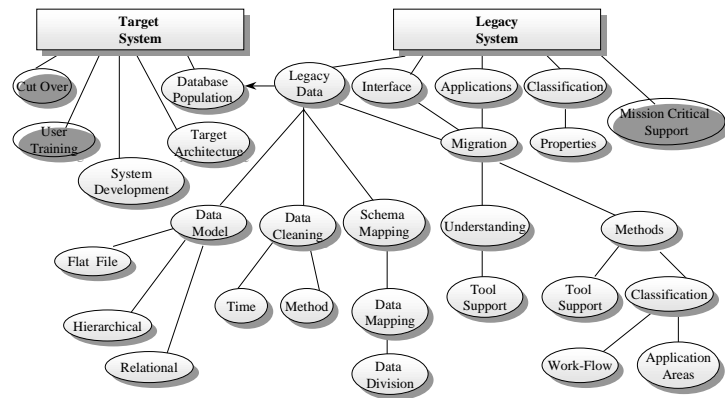 Target
System
Legacy
System
Cut Over
Database
Population
Legacy
Data
Interface
Applications
Classification
Mission Critical
Support
User
Training
Target
Architecture
Migration
Properties
System
Development
Data
Model
Data
Cleaning
Schema
Mapping
Understanding
Methods
Flat File
Time
Method
Data
Mapping
Tool
Support
Tool
Support
Classification
Hierarchical
Relational
Data
Division
Work-Flow
Application
Areas